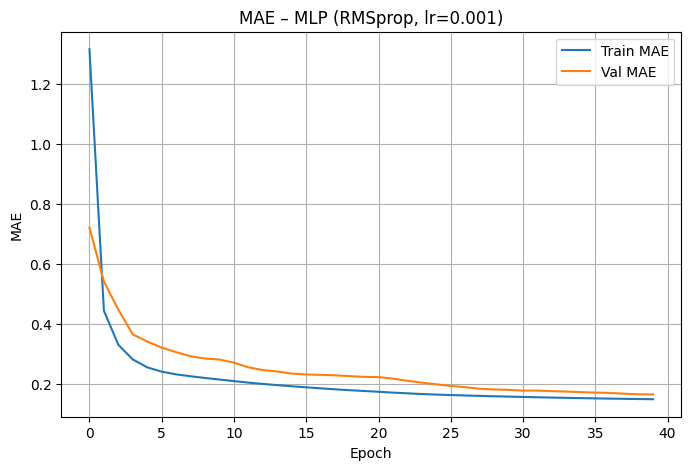 MAE – MLP (RMSprop, lr=0.001)
Train MAE
Val MAE
1.2
1.0
0.8
0.6
0.4
0.2
MAE
0 5 10 15 20 25 30 35 40
Epoch